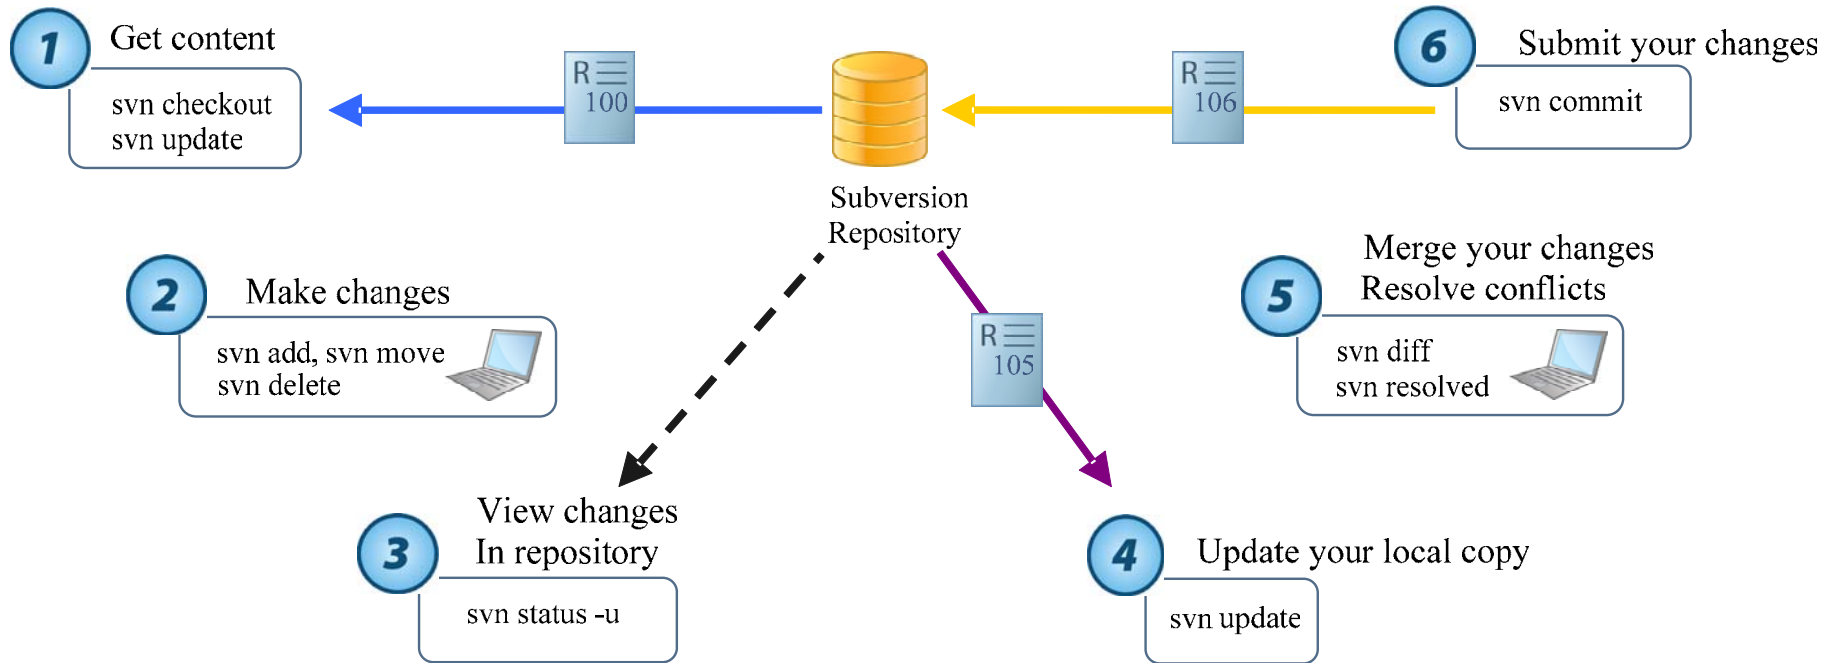 1
Get content
svn checkout
svn update
R
100
R
106
6
Submit your changes
svn commit
Subversion
Repository
2
Make changes
svn add, svn move
svn delete
R
105
5
Merge your changes
Resolve conflicts
svn diff
svn resolved
3
View changes
In repository
svn status -u
4
Update your local copy
svn update